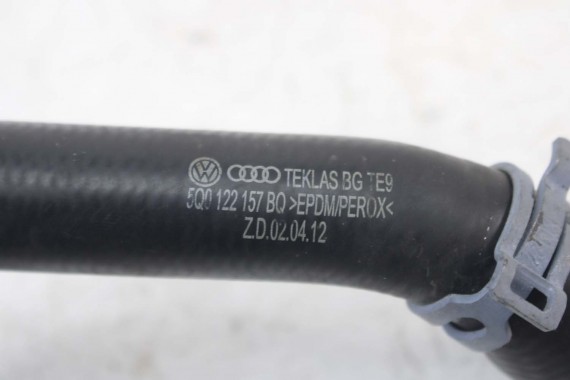 TEKLAS BG TE9
5Q0 122 157 BQ >EPDM/PEROX<
Z.D.02.04.12